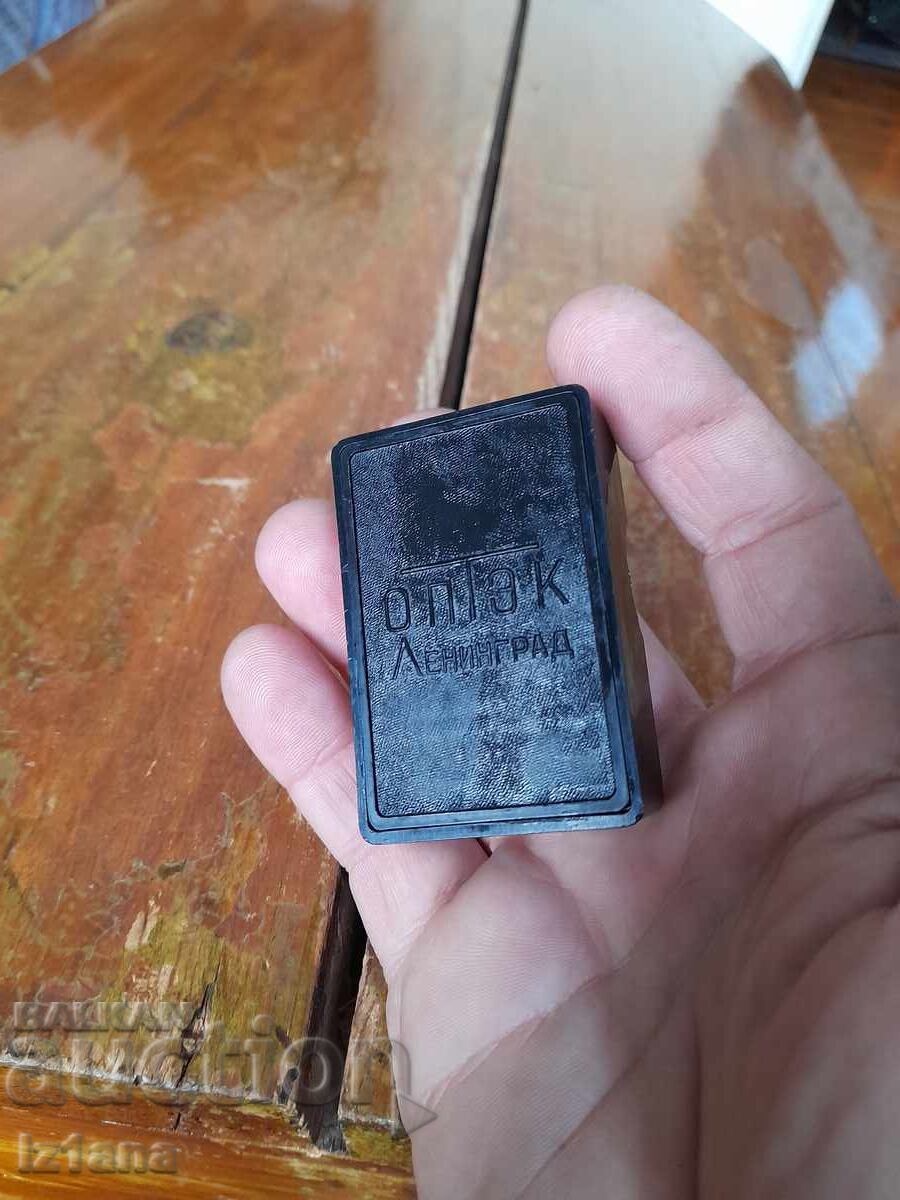 опТэк
Ленинград
BALKAN
auction
iz1ana